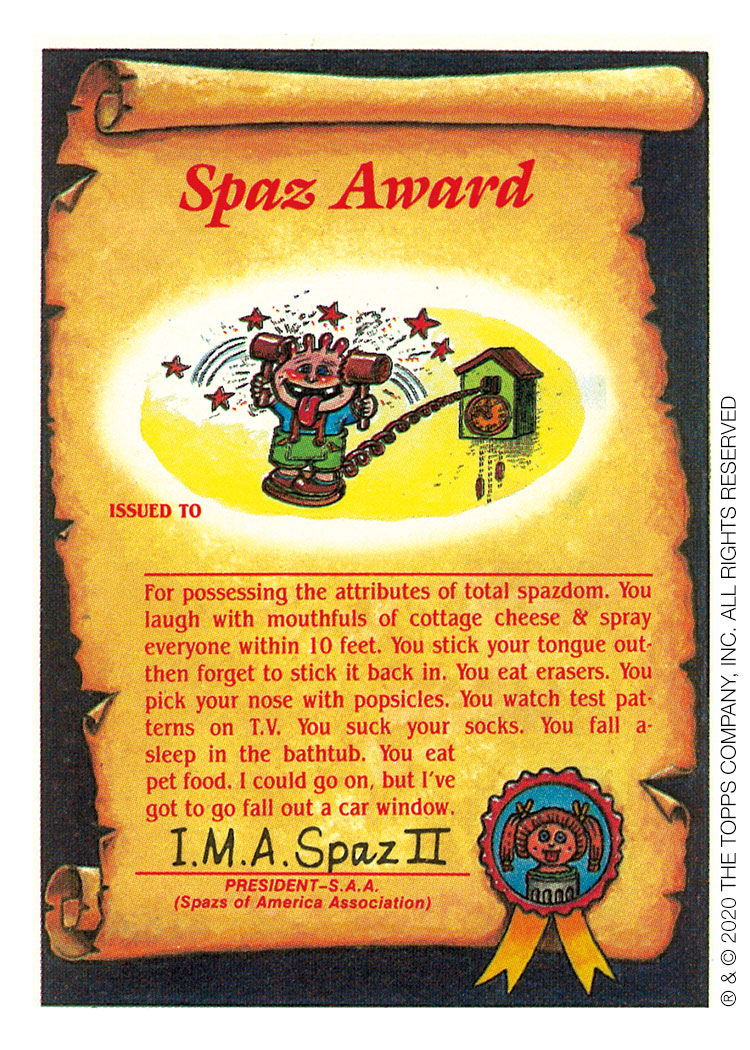 Spaz Award
ISSUED TO
For possessing the attributes of total spazdom. You
laugh with mouthfuls of cottage cheese & spray
everyone within 10 feet. You stick your tongue out-
then forget to stick it back in. You eat erasers. You
pick your nose with popsicles. You watch test pat-
terns on T.V. You suck your socks. You fall a-
sleep in the bathtub. You eat
pet food. I could go on, but I've
got to go fall out a car window.
I.M.A. Spaz II
PRESIDENT-S.A.A.
(Spazs of America Association)
® & © 2020 THE TOPPS COMPANY, INC. ALL RIGHTS RESERVED